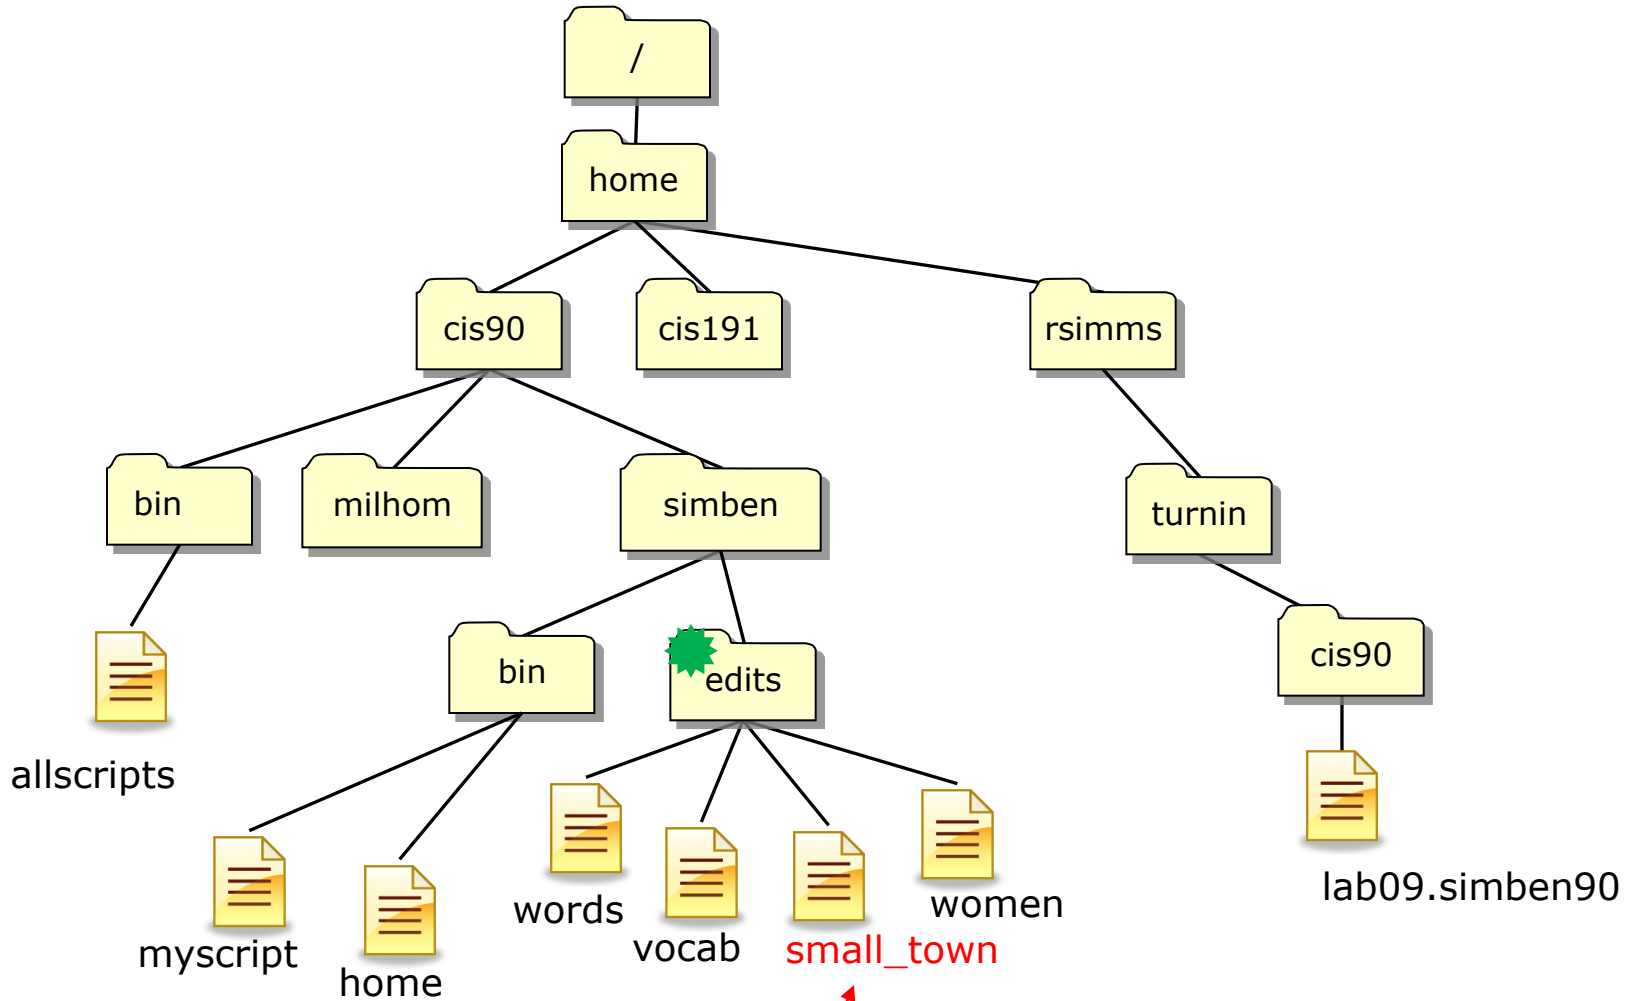 /
home
cis90
cis191
rsimms
bin
milhom
simben
turnin
bin
edits
cis90
allscripts
myscript
home
words
vocab
small_town
women
lab09.simben90